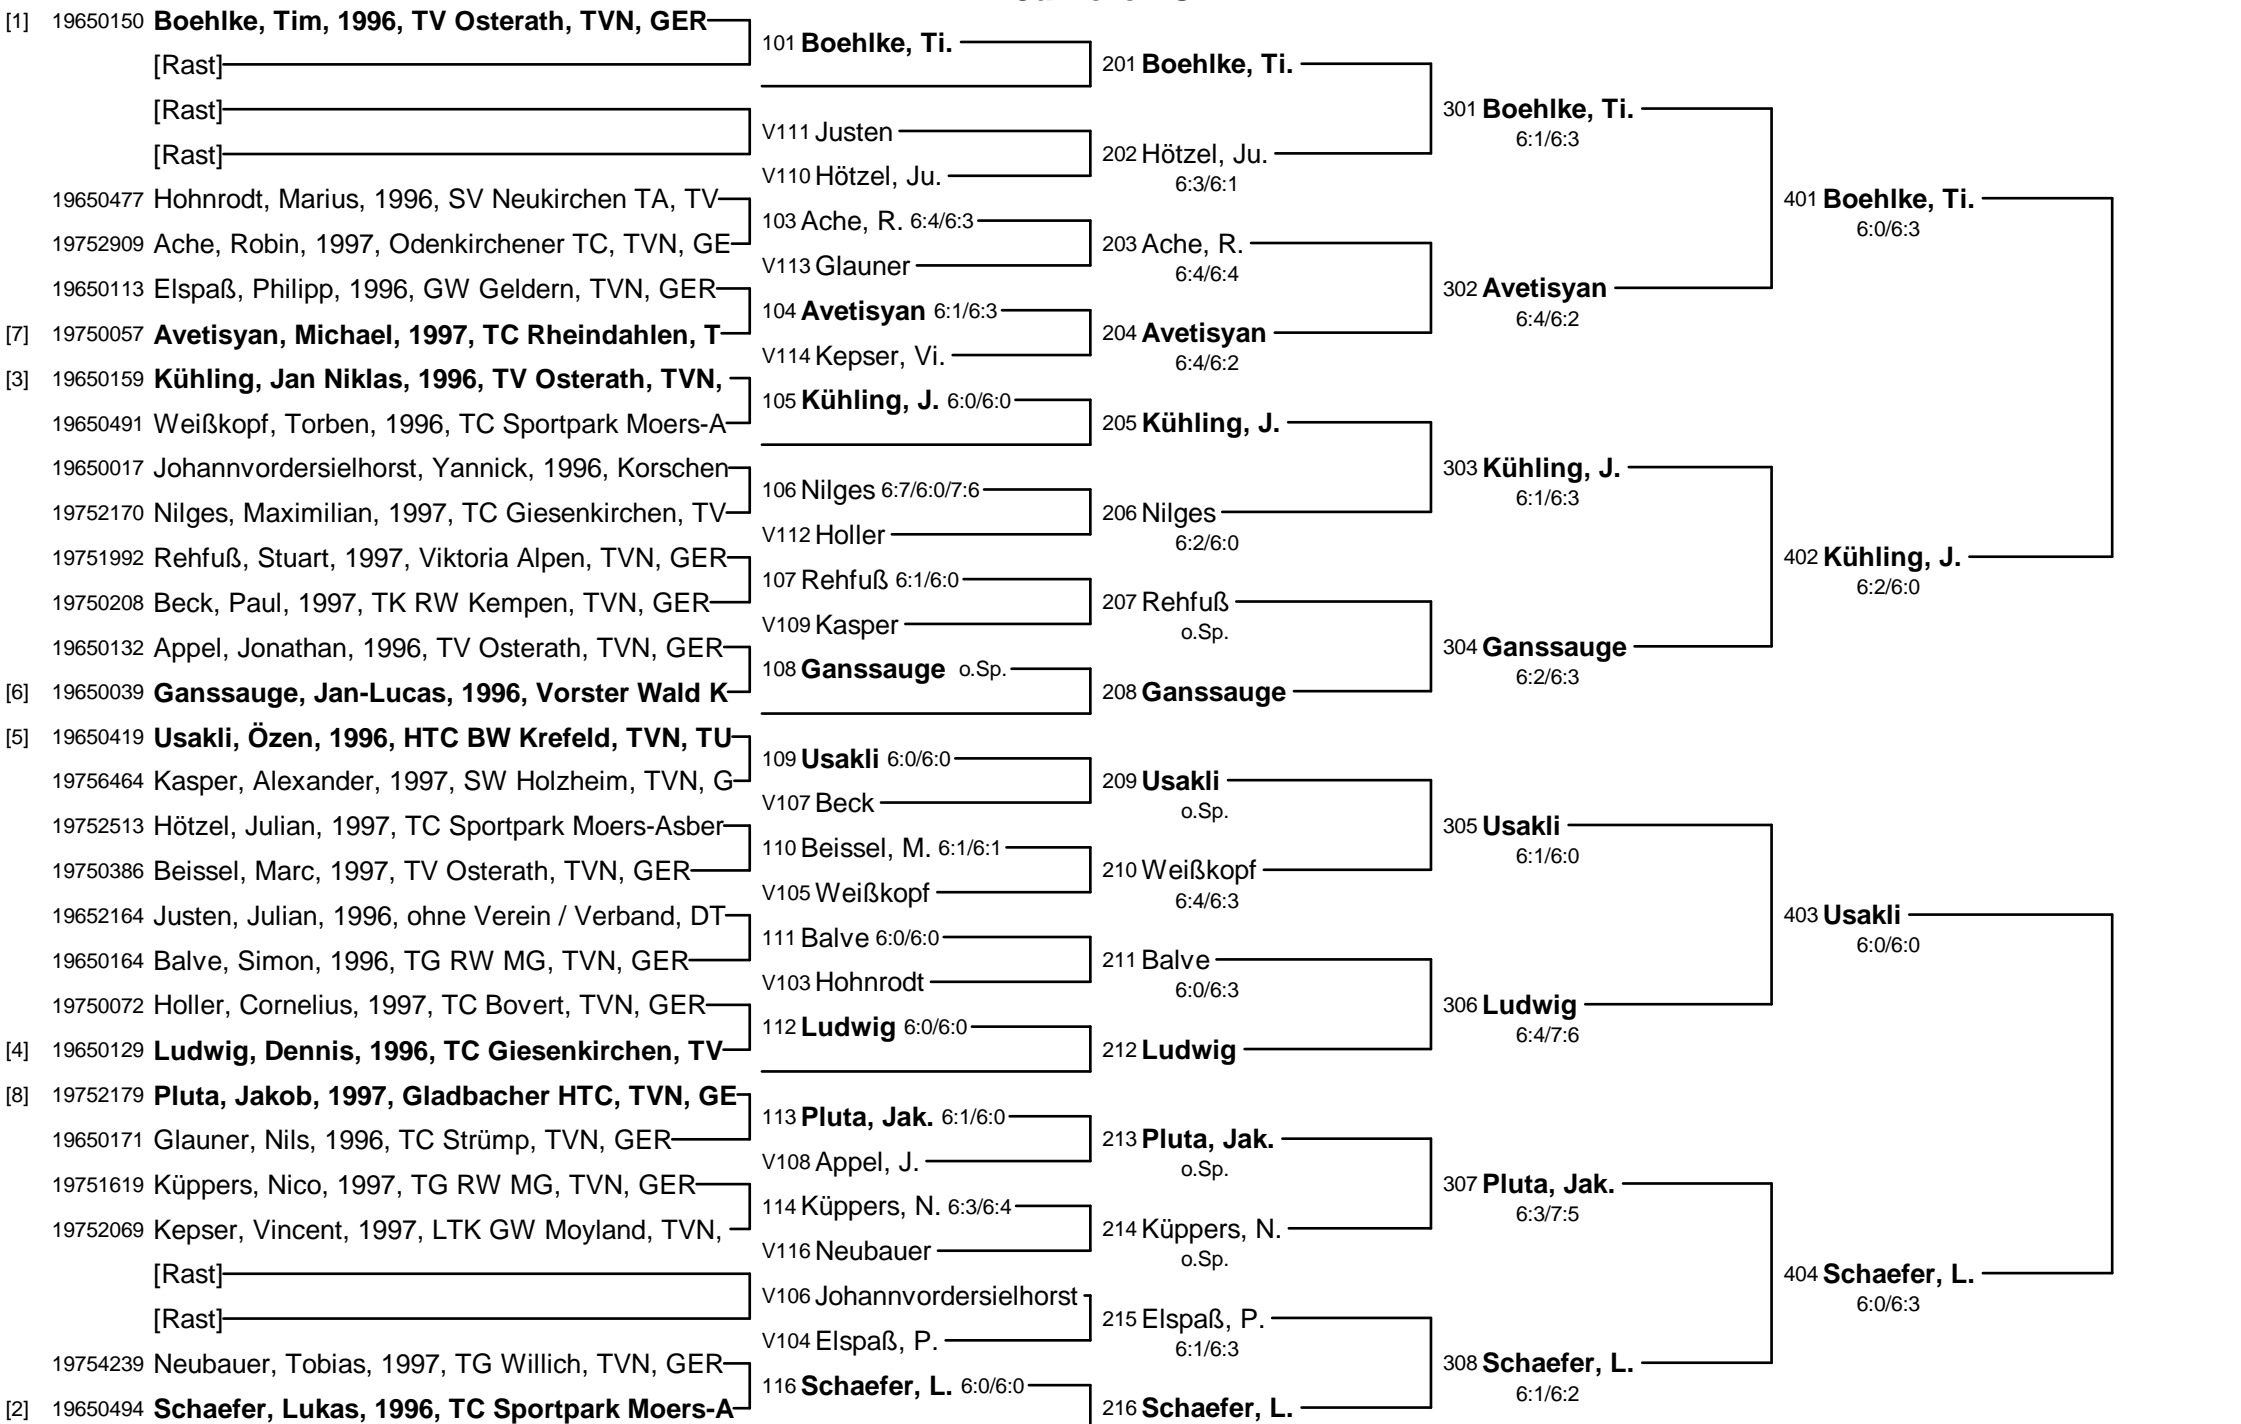 [1] 19650150 Boehlke, Tim, 1996, TV Osterath, TVN, GER
[Rast]
[Rast]
[Rast]
19650477 Hohnrodt, Marius, 1996, SV Neukirchen TA, TV
19752909 Ache, Robin, 1997, Odenkirchener TC, TVN, GE
19650113 Elspaß, Philipp, 1996, GW Geldern, TVN, GER
[7] 19750057 Avetisyan, Michael, 1997, TC Rheindahlen, T
[3] 19650159 Kühling, Jan Niklas, 1996, TV Osterath, TVN,
19650491 Weißkopf, Torben, 1996, TC Sportpark Moers-A
19650017 Johannvordersielhorst, Yannick, 1996, Korschen
19752170 Nilges, Maximilian, 1997, TC Giesenkirchen, TV
19751992 Rehfuß, Stuart, 1997, Viktoria Alpen, TVN, GER
19750208 Beck, Paul, 1997, TK RW Kempen, TVN, GER
19650132 Appel, Jonathan, 1996, TV Osterath, TVN, GER
[6] 19650039 Ganssauge, Jan-Lucas, 1996, Vorster Wald K
[5] 19650419 Usakli, Özen, 1996, HTC BW Krefeld, TVN, TU
19756464 Kasper, Alexander, 1997, SW Holzheim, TVN, G
19752513 Hötzel, Julian, 1997, TC Sportpark Moers-Asber
19750386 Beissel, Marc, 1997, TV Osterath, TVN, GER
19652164 Justen, Julian, 1996, ohne Verein / Verband, DT
19650164 Balve, Simon, 1996, TG RW MG, TVN, GER
19750072 Holler, Cornelius, 1997, TC Bovert, TVN, GER
[4] 19650129 Ludwig, Dennis, 1996, TC Giesenkirchen, TV
[8] 19752179 Pluta, Jakob, 1997, Gladbacher HTC, TVN, GE
19650171 Glauner, Nils, 1996, TC Strümp, TVN, GER
19751619 Küppers, Nico, 1997, TG RW MG, TVN, GER
19752069 Kepser, Vincent, 1997, LTK GW Moyland, TVN,
[Rast]
[Rast]
19754239 Neubauer, Tobias, 1997, TG Willich, TVN, GER
[2] 19650494 Schaefer, Lukas, 1996, TC Sportpark Moers-A
101 Boehlke, Ti.
V111 Justen
V110 Hötzel, Ju.
103 Ache, R. 6:4/6:3
V113 Glauner
104 Avetisyan 6:1/6:3
V114 Kepser, Vi.
105 Kühling, J. 6:0/6:0
106 Nilges 6:7/6:0/7:6
V112 Holler
107 Rehfuß 6:1/6:0
V109 Kasper
108 Ganssauge o.Sp.
109 Usakli 6:0/6:0
V107 Beck
110 Beissel, M. 6:1/6:1
V105 Weißkopf
111 Balve 6:0/6:0
V103 Hohnrodt
112 Ludwig 6:0/6:0
113 Pluta, Jak. 6:1/6:0
V108 Appel, J.
114 Küppers, N. 6:3/6:4
V116 Neubauer
V106 Johannvordersielhorst
V104 Elspaß, P.
116 Schaefer, L. 6:0/6:0
201 Boehlke, Ti.
202 Hötzel, Ju.
6:3/6:1
203 Ache, R.
6:4/6:4
204 Avetisyan
6:4/6:2
205 Kühling, J.
206 Nilges
6:2/6:0
207 Rehfuß
o.Sp.
208 Ganssauge
209 Usakli
o.Sp.
210 Weißkopf
6:4/6:3
211 Balve
6:0/6:3
212 Ludwig
213 Pluta, Jak.
o.Sp.
214 Küppers, N.
o.Sp.
215 Elspaß, P.
6:1/6:3
216 Schaefer, L.
301 Boehlke, Ti.
6:1/6:3
302 Avetisyan
6:4/6:2
303 Kühling, J.
6:1/6:3
304 Ganssauge
6:2/6:3
305 Usakli
6:1/6:0
306 Ludwig
6:4/7:6
307 Pluta, Jak.
6:3/7:5
308 Schaefer, L.
6:1/6:2
401 Boehlke, Ti.
6:0/6:3
402 Kühling, J.
6:2/6:0
403 Usakli
6:0/6:0
404 Schaefer, L.
6:0/6:3